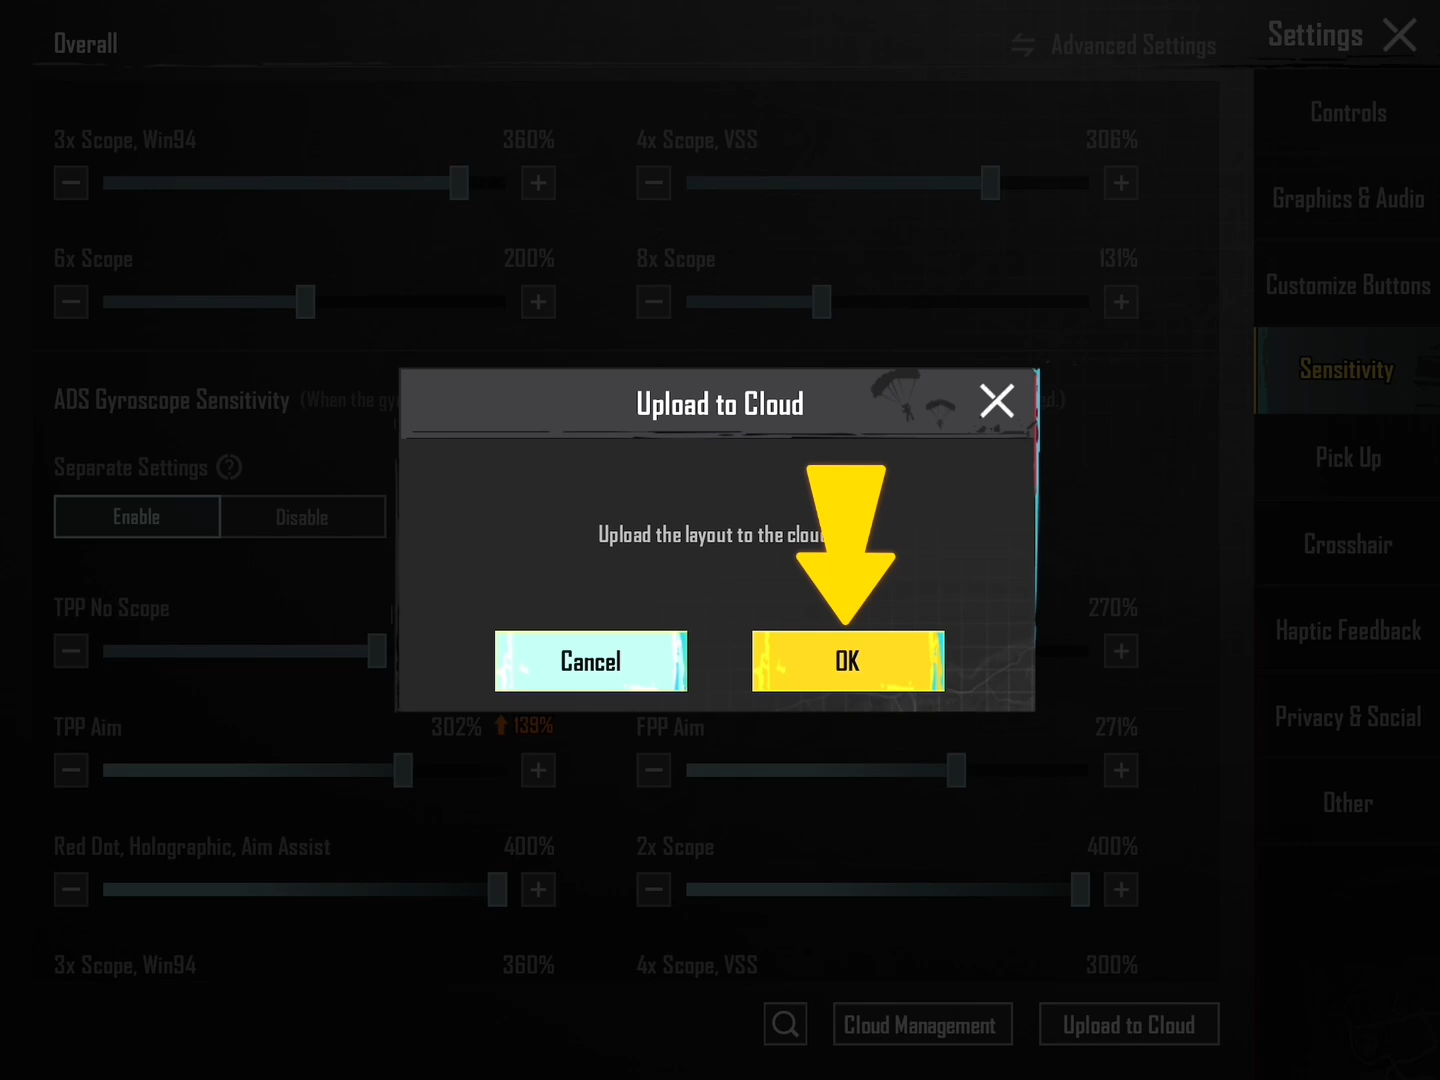 Overall
Advanced Settings
Settings
3x Scope, Win94 360%
4x Scope, VSS 306%
6x Scope 200%
8x Scope 131%
ADS Gyroscope Sensitivity (When the gy
Separate Settings ?
Enable Disable
Upload to Cloud
Upload the layout to the clou
Cancel OK
TPP No Scope
270%
TPP Aim 302% 139%
FPP Aim 271%
Red Dot, Holographic, Aim Assist 400%
2x Scope 400%
3x Scope, Win94 360%
4x Scope, VSS 300%
Cloud Management
Upload to Cloud
Controls
Graphics & Audio
Customize Buttons
Sensitivity
Pick Up
Crosshair
Haptic Feedback
Privacy & Social
Other